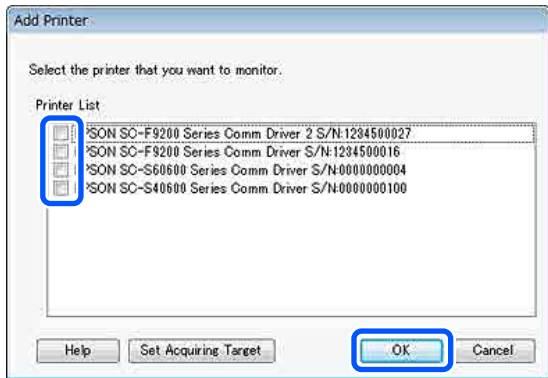 Add Printer
Select the printer that you want to monitor.
Printer List
PSON SC-F9200 Series Comm Driver 2 S/N:1234500027
PSON SC-F9200 Series Comm Driver S/N:1234500016
PSON SC-S60600 Series Comm Driver S/N:0000000004
PSON SC-S40600 Series Comm Driver S/N:0000000100
Help Set Acquiring Target OK Cancel